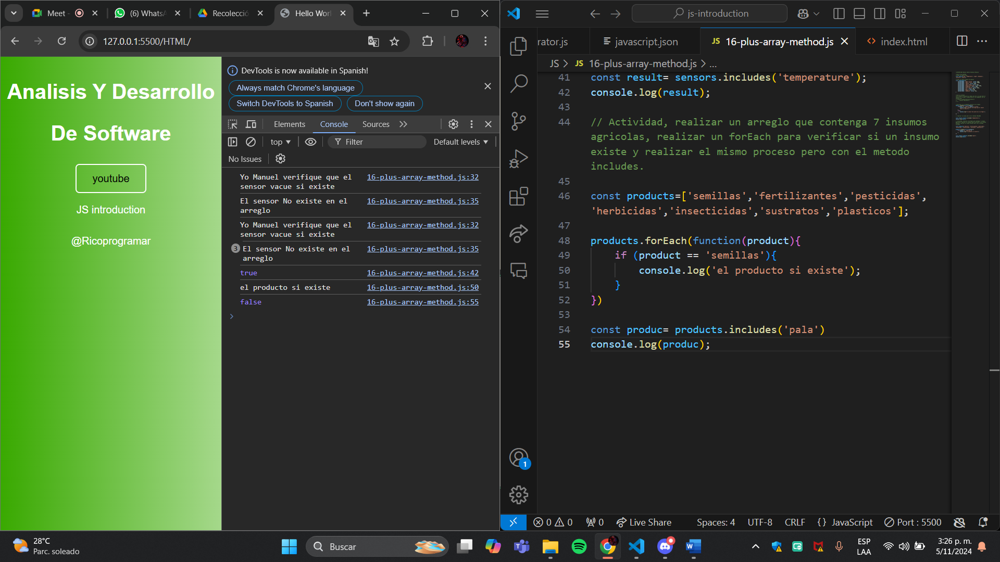 Meet -
(6) WhatsA
Recolecció
Hello Worl
127.0.0.1:5500/HTML/
Analisis Y Desarrollo
De Software
youtube
JS introduction
@Ricoprogramar
DevTools is now available in Spanish!
Always match Chrome's language
Switch DevTools to Spanish
Don't show again
Elements
Console
Sources
top
Filter
Default levels
No Issues
Yo Manuel verifique que el
sensor vacue si existe
16-plus-array-method.js:32
El sensor No existe en el
arreglo
16-plus-array-method.js:35
Yo Manuel verifique que el
sensor vacue si existe
16-plus-array-method.js:32
3
El sensor No existe en el
arreglo
16-plus-array-method.js:35
true
16-plus-array-method.js:42
el producto si existe
16-plus-array-method.js:50
false
16-plus-array-method.js:55
js-introduction
rator.js
javascript.json
JS 16-plus-array-method.js
index.html
JS > JS 16-plus-array-method.js > ...
41 const result= sensors.includes('temperature');
42 console.log(result);
43
44 // Actividad, realizar un arreglo que contenga 7 insumos
agricolas, realizar un forEach para verificar si un insumo
existe y realizar el mismo proceso pero con el metodo
includes.
45
46 const products=['semillas','fertilizantes','pesticidas',
'herbicidas','insecticidas','sustratos','plasticos'];
47
48 products.forEach(function(product){
49 if (product == 'semillas'){
50 console.log('el producto si existe');
51 }
52 })
53
54 const produc= products.includes('pala')
55 console.log(produc);
1
0 0
0
Live Share
Spaces: 4
UTF-8
CRLF
{} JavaScript
Port : 5500
28°C
Parc. soleado
Buscar
ESP
LAA
3:26 p. m.
5/11/2024